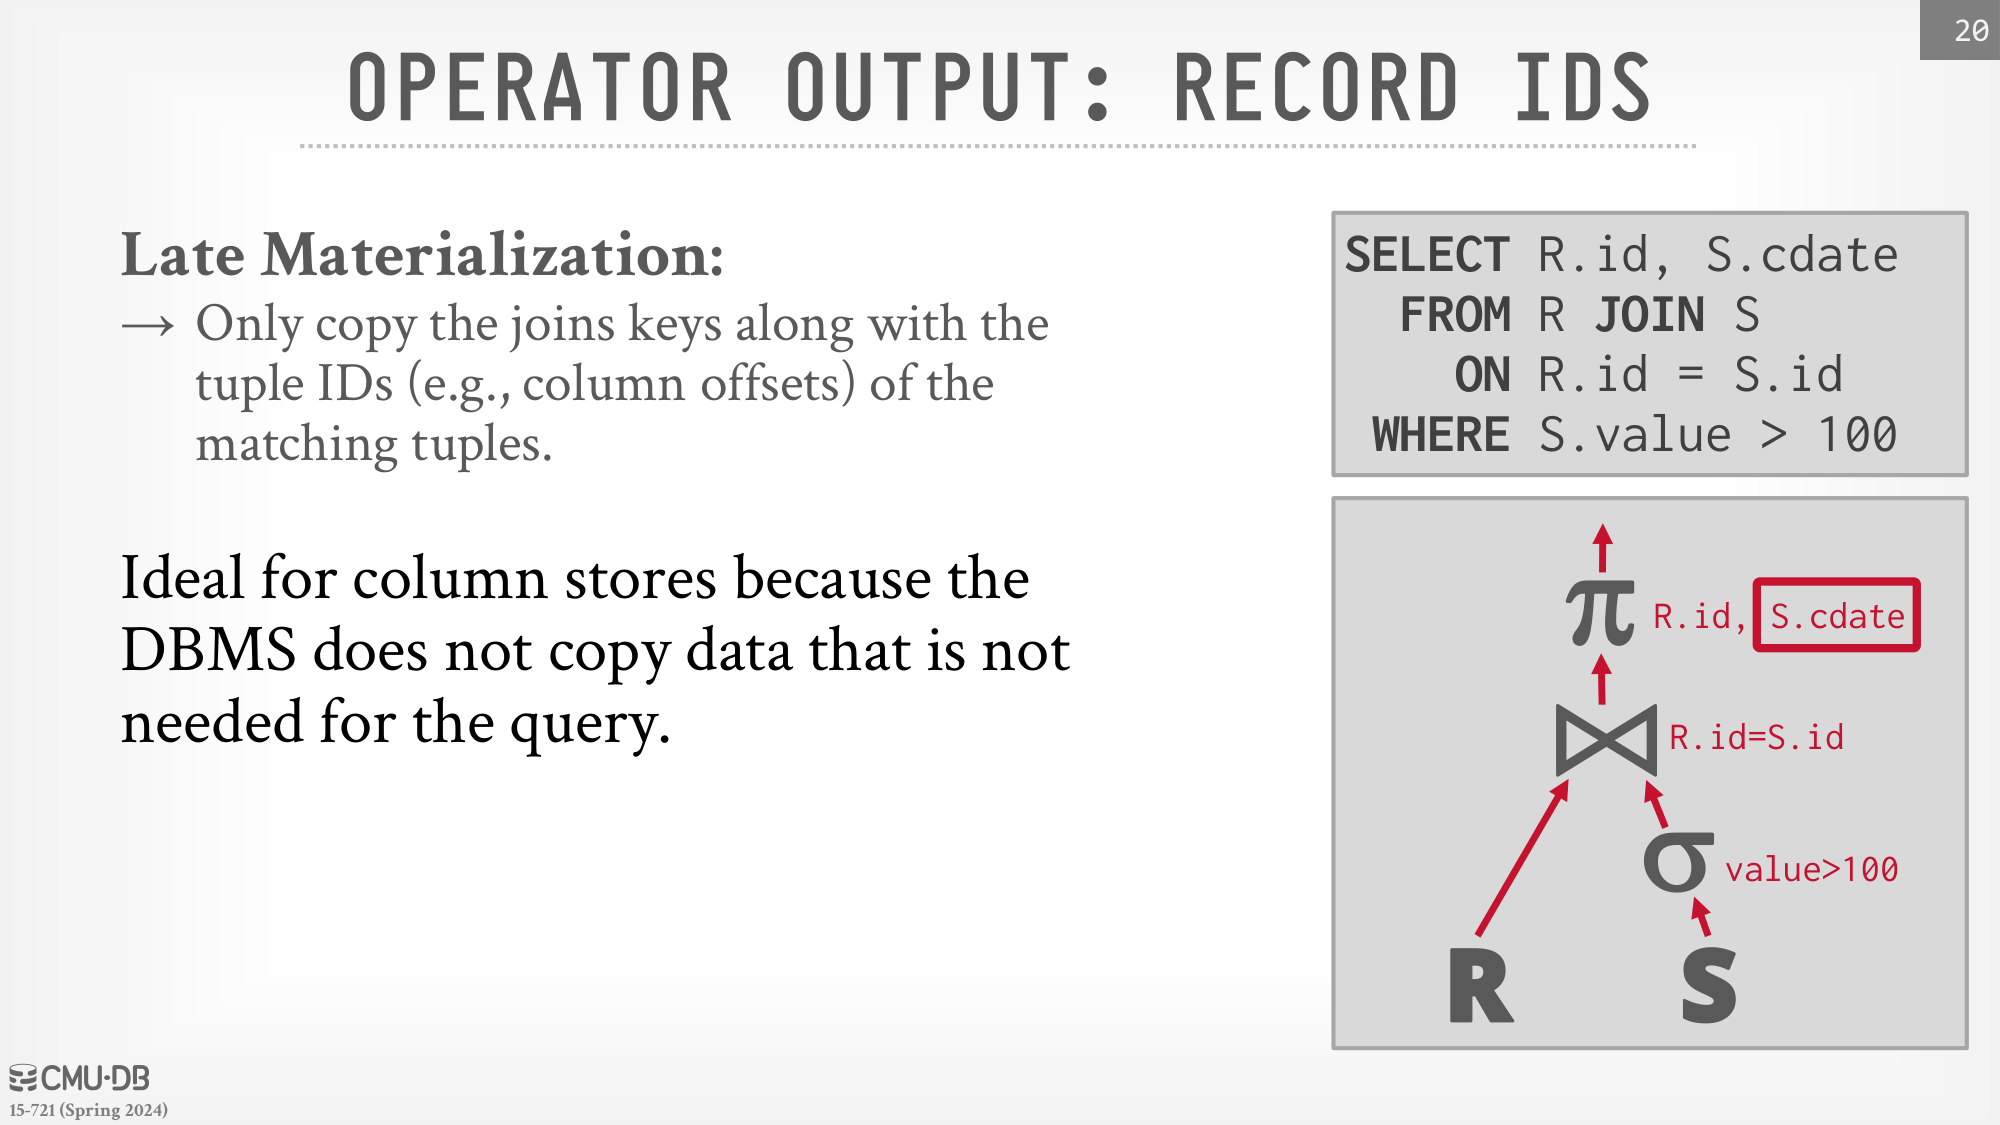 20
OPERATOR OUTPUT: RECORD IDS
Late Materialization:
→ Only copy the joins keys along with the
tuple IDs (e.g., column offsets) of the
matching tuples.
Ideal for column stores because the
DBMS does not copy data that is not
needed for the query.
SELECT R.id, S.cdate
FROM R JOIN S
ON R.id = S.id
WHERE S.value > 100
π R.id, S.cdate
⋈ R.id=S.id
σ value>100
R S
CMU·DB
15-721 (Spring 2024)